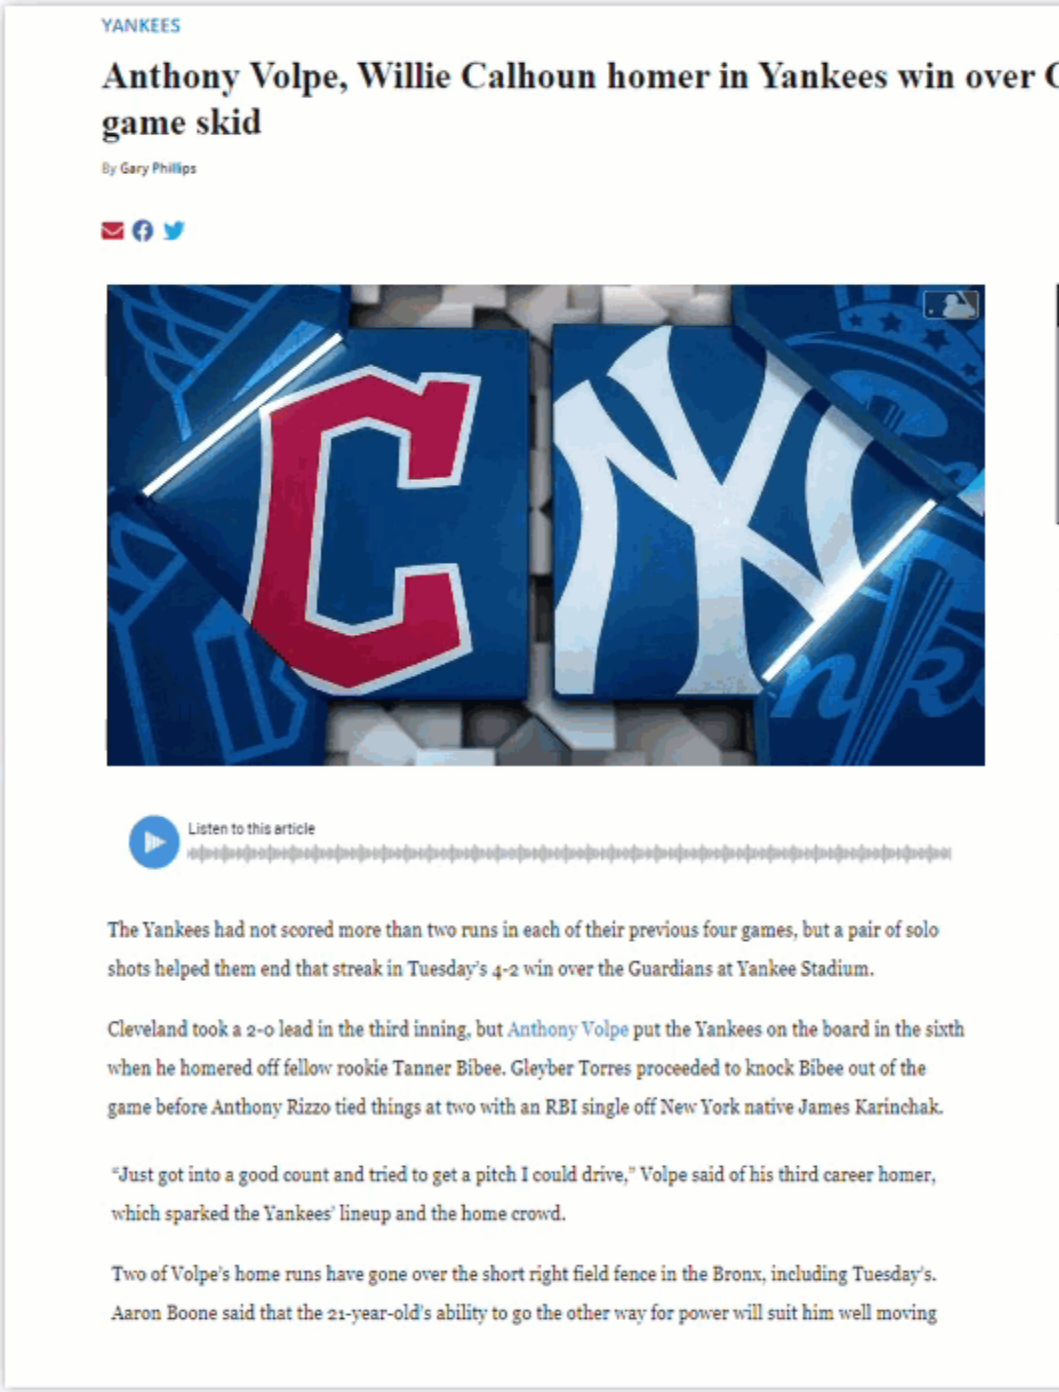 YANKEES
Anthony Volpe, Willie Calhoun homer in Yankees win over
game skid
By Gary Phillips
C
NY
Listen to this article
The Yankees had not scored more than two runs in each of their previous four games, but a pair of solo
shots helped them end that streak in Tuesday's 4-2 win over the Guardians at Yankee Stadium.
Cleveland took a 2-0 lead in the third inning, but Anthony Volpe put the Yankees on the board in the sixth
when he homered off fellow rookie Tanner Bibee. Gleyber Torres proceeded to knock Bibee out of the
game before Anthony Rizzo tied things at two with an RBI single off New York native James Karinchak.
“Just got into a good count and tried to get a pitch I could drive,” Volpe said of his third career homer,
which sparked the Yankees’ lineup and the home crowd.
Two of Volpe’s home runs have gone over the short right field fence in the Bronx, including Tuesday’s.
Aaron Boone said that the 21-year-old’s ability to go the other way for power will suit him well moving